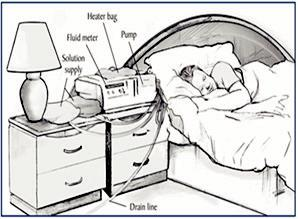 Heater bag
Fluid meter
Pump
Solution
supply
Drain line